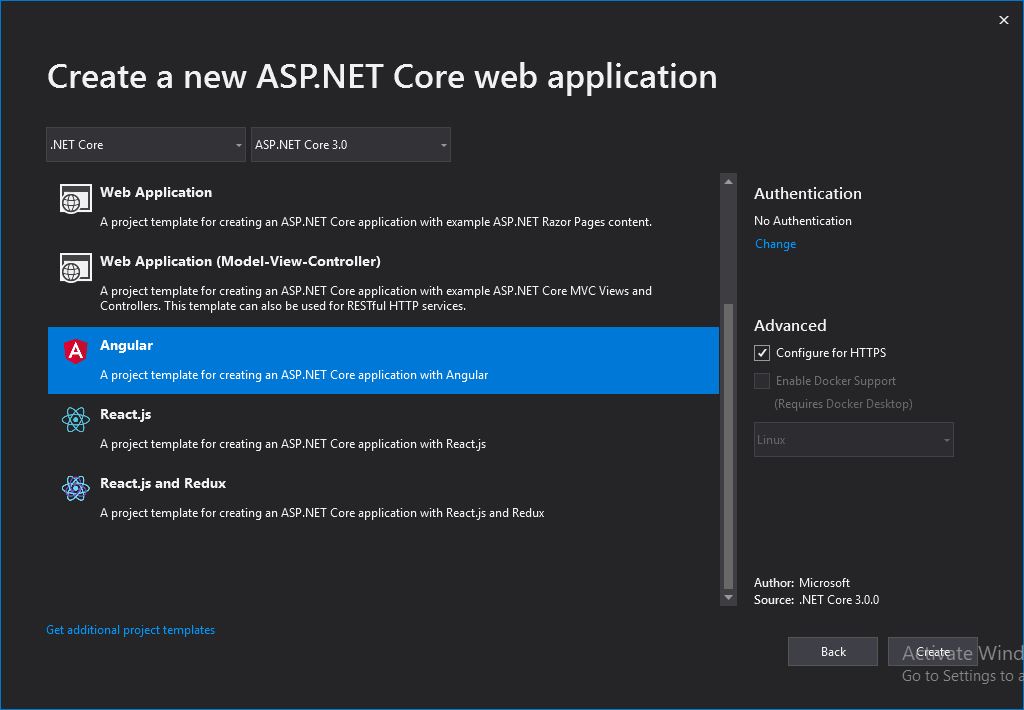 Create a new ASP.NET Core web application
.NET Core
ASP.NET Core 3.0
Web Application
A project template for creating an ASP.NET Core application with example ASP.NET Razor Pages content.
Web Application (Model-View-Controller)
A project template for creating an ASP.NET Core application with example ASP.NET Core MVC Views and
Controllers. This template can also be used for RESTful HTTP services.
Angular
A project template for creating an ASP.NET Core application with Angular
React.js
A project template for creating an ASP.NET Core application with React.js
React.js and Redux
A project template for creating an ASP.NET Core application with React.js and Redux
Get additional project templates
Authentication
No Authentication
Change
Advanced
Configure for HTTPS
Enable Docker Support
(Requires Docker Desktop)
Linux
Author: Microsoft
Source: .NET Core 3.0.0
Back
Create
Activate Wind
Go to Settings to a